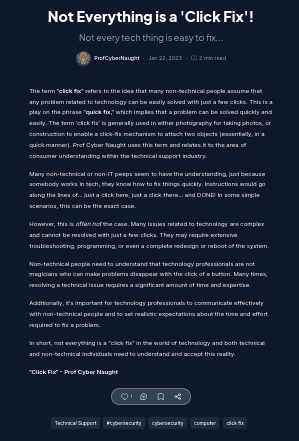 Not Everything is a 'Click Fix'!
Not every tech thing is easy to fix...
ProfCyberNaught · Jan 22, 2023 · 2 min read
The term "click fix" refers to the idea that many non-technical people assume that
any problem related to technology can be easily solved with just a few clicks. This is a
play on the phrase "quick fix," which implies that a problem can be solved quickly and
easily. The term 'click fix' is generally used in either photography for taking photos, or
construction to enable a click-fix mechanism to attach two objects (essentially, in a
quick manner). Prof Cyber Naught uses this term and relates it to the area of
consumer understanding within the technical support industry.
Many non-technical or non-IT peeps seem to have the understanding, just because
somebody works in tech, they know how to fix things quickly. Instructions would go
along the lines of... just a click here, just a click there... and DONE! In some simple
scenarios, this can be the exact case.
However, this is often not the case. Many issues related to technology are complex
and cannot be resolved with just a few clicks. They may require extensive
troubleshooting, programming, or even a complete redesign or reboot of the system.
Non-technical people need to understand that technology professionals are not
magicians who can make problems disappear with the click of a button. Many times,
resolving a technical issue requires a significant amount of time and expertise.
Additionally, it's important for technology professionals to communicate effectively
with non-technical people and to set realistic expectations about the time and effort
required to fix a problem.
In short, not everything is a "click fix" in the world of technology and both technical
and non-technical individuals need to understand and accept this reality.
"Click Fix" - Prof Cyber Naught
1
Technical Support #cybersecurity cybersecurity computer click fix